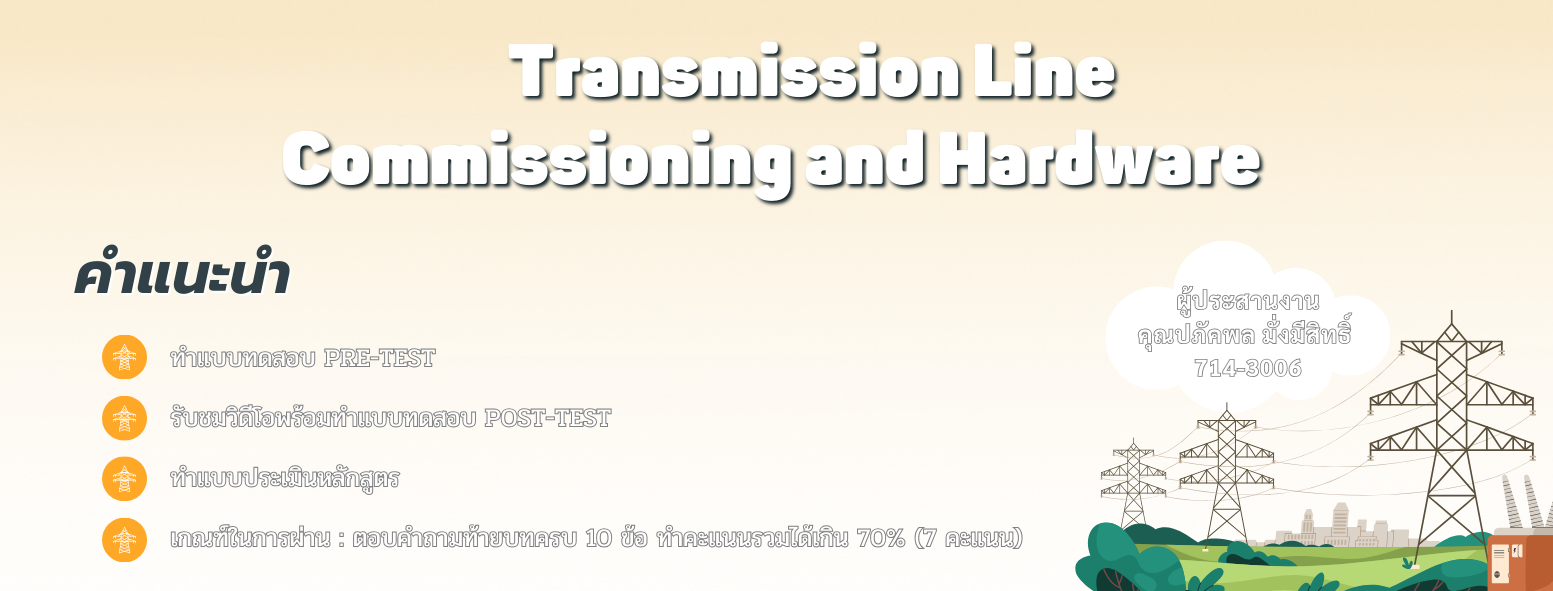 Transmission Line
Commissioning and Hardware
คำแนะนำ
ทำแบบทดสอบ PRE-TEST
รับชมวิดีโอพร้อมทำแบบทดสอบ POST-TEST
ทำแบบประเมินหลักสูตร
เกณฑ์ในการผ่าน : ตอบคำถามท้ายบทครบ 10 ข้อ ทำคะแนนรวมได้เกิน 70% (7 คะแนน)
ผู้ประสานงาน
คุณปภัคพล มั่งมีสิทธิ์
714-3006